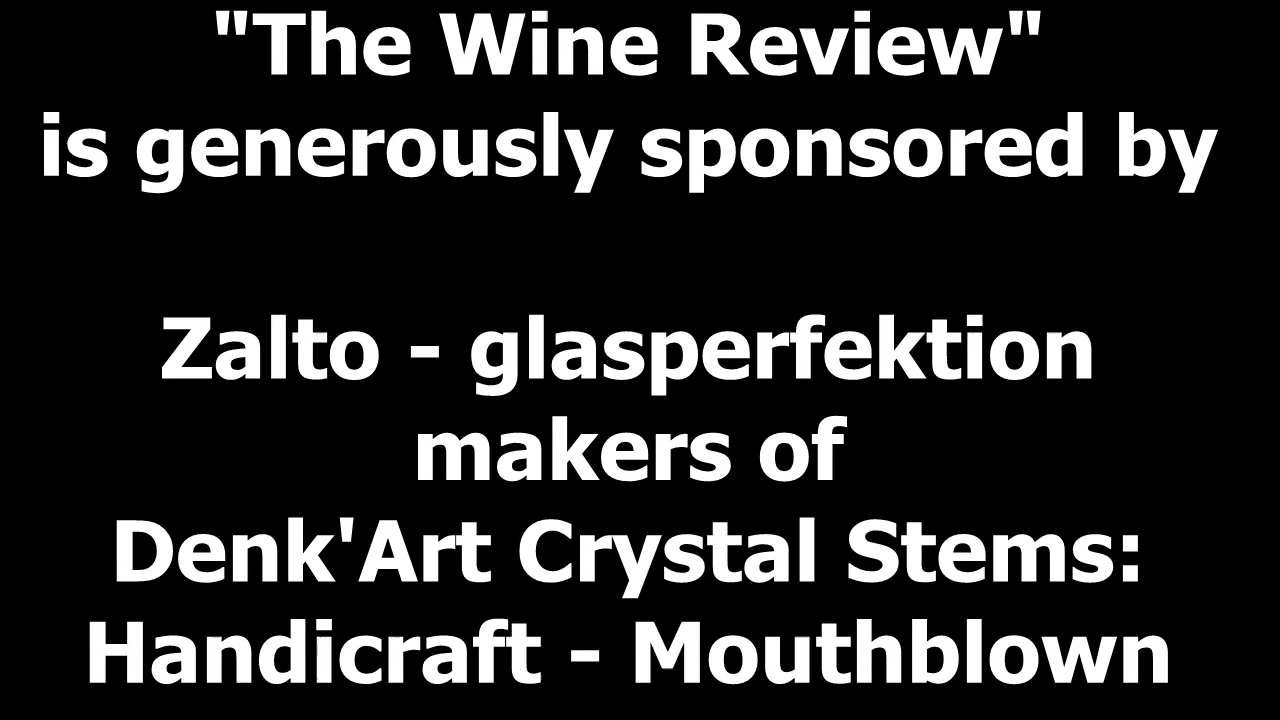 "The Wine Review"
is generously sponsored by
Zalto - glasperfektion
makers of
Denk'Art Crystal Stems:
Handicraft - Mouthblown